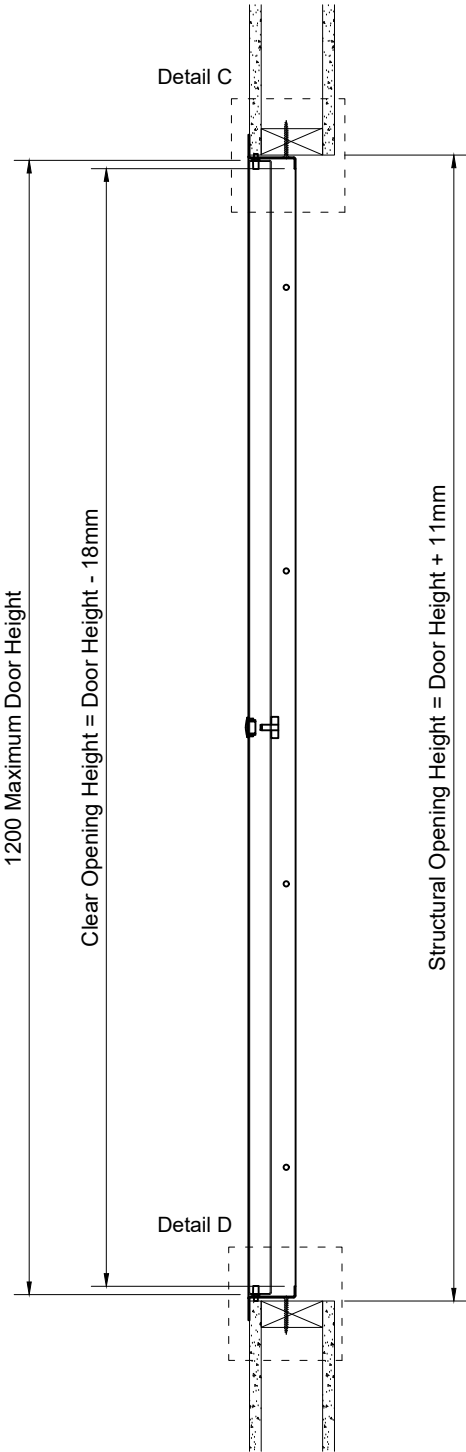 Detail C
1200 Maximum Door Height
Clear Opening Height = Door Height - 18mm
Structural Opening Height = Door Height + 11mm
Detail D